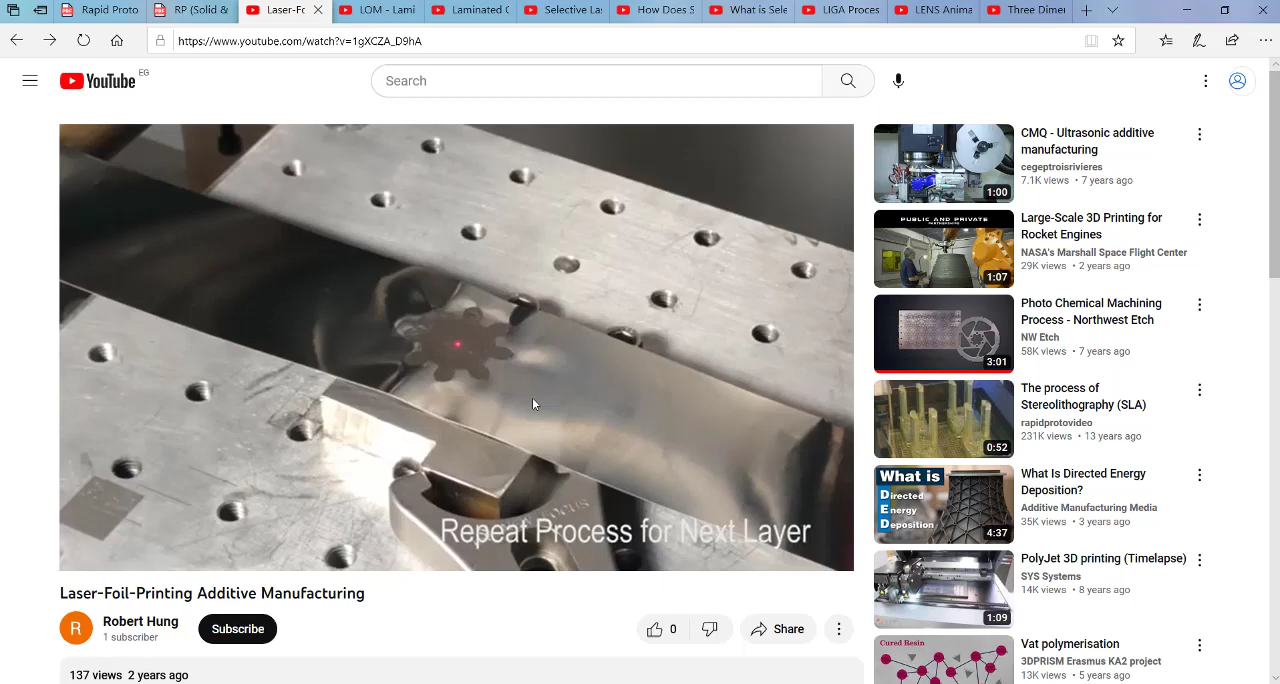 Rapid Proto
RP (Solid &
Laser-Fo
LOM - Lami
Laminated O
Selective La
How Does S
What is Sele
LIGA Proces
LENS Anima
Three Dimer
https://www.youtube.com/watch?v=1gXCZA_D9hA
YouTube EG
Search
Repeat Process for Next Layer
Laser-Foil-Printing Additive Manufacturing
R
Robert Hung
1 subscriber
Subscribe
0
Share
137 views 2 years ago
CMQ - Ultrasonic additive
manufacturing
cegeptroisrivieres
7.1K views • 7 years ago
1:00
PUBLIC AND PRIVATE
PARTNERSHIPS
Large-Scale 3D Printing for
Rocket Engines
NASA's Marshall Space Flight Center
29K views • 2 years ago
1:07
Photo Chemical Machining
Process - Northwest Etch
NW Etch
58K views • 7 years ago
3:01
The process of
Stereolithography (SLA)
rapidprotovideo
231K views • 13 years ago
0:52
What is
Directed
Energy
Deposition
What Is Directed Energy
Deposition?
Additive Manufacturing Media
35K views • 3 years ago
4:37
PolyJet 3D printing (Timelapse)
SYS Systems
14K views • 8 years ago
1:09
Cured Resin
Vat polymerisation
3DPRISM Erasmus KA2 project
13K views • 5 years ago